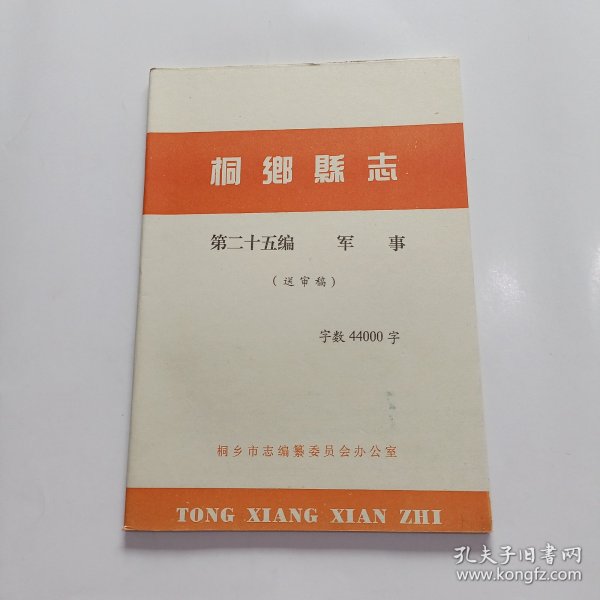 桐鄉縣志
第二十五编 军 事
(送审稿)
字数 44000 字
桐乡市志编纂委员会办公室
TONG XIANG XIAN ZHI
孔夫子旧书网
www.kongfz.com